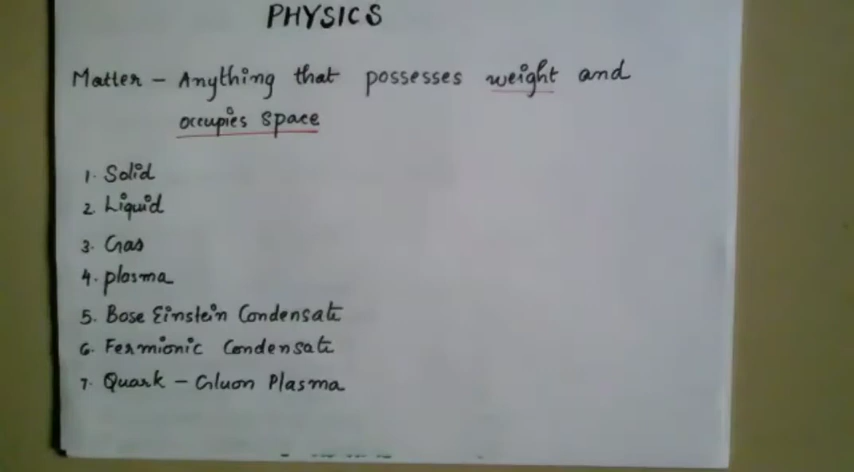 PHYSICS
Matter - Anything that possesses weight and
occupies space
1. Solid
2. Liquid
3. Gas
4. plasma
5. Bose Einstein Condensate
6. Fermionic Condensate
7. Quark - Gluon Plasma